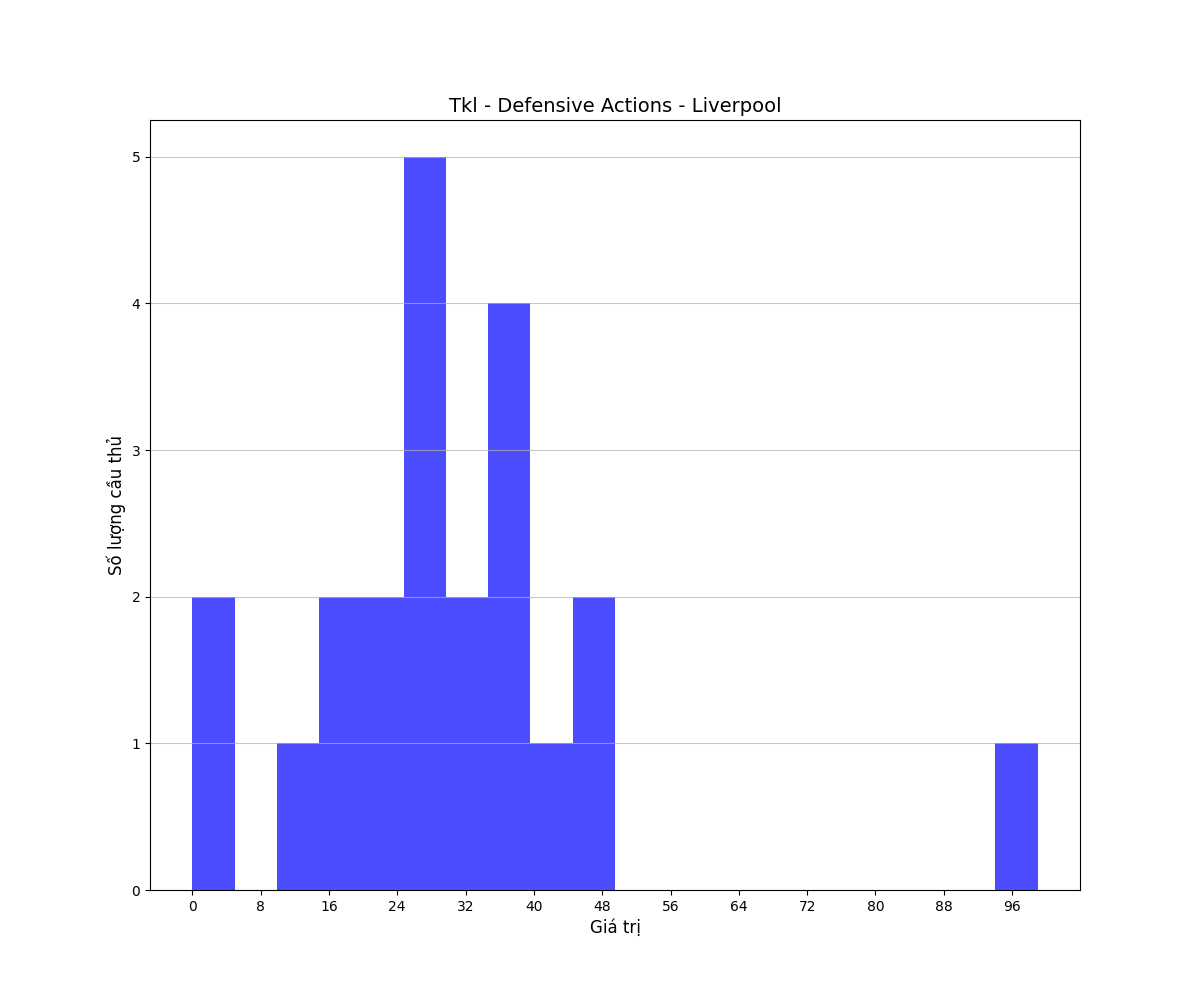 Tkl - Defensive Actions - Liverpool
5
4
3
2
1
0
Số lượng cầu thủ
0 8 16 24 32 40 48 56 64 72 80 88 96
Giá trị